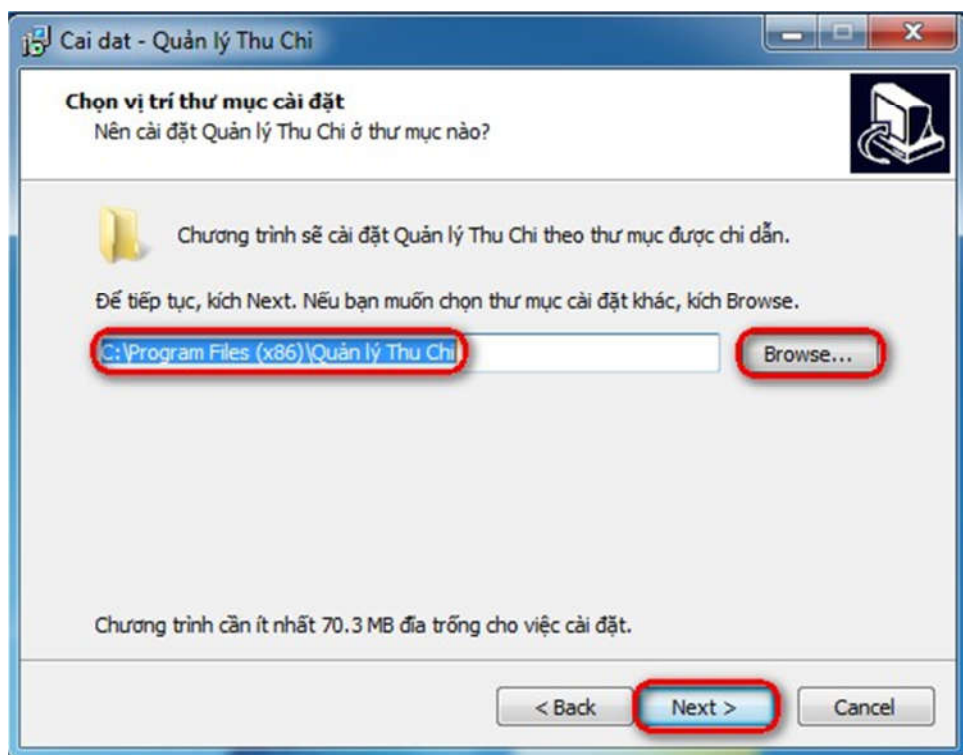 Cai dat - Quản lý Thu Chi
Chọn vị trí thư mục cài đặt
Nên cài đặt Quản lý Thu Chi ở thư mục nào?
Chương trình sẽ cài đặt Quản lý Thu Chi theo thư mục được chỉ dẫn.
Để tiếp tục, kích Next. Nếu bạn muốn chọn thư mục cài đặt khác, kích Browse.
C:\Program Files (x86)\Quản lý Thu Chi
Browse...
Chương trình cần ít nhất 70.3 MB đĩa trống cho việc cài đặt.
< Back
Next >
Cancel